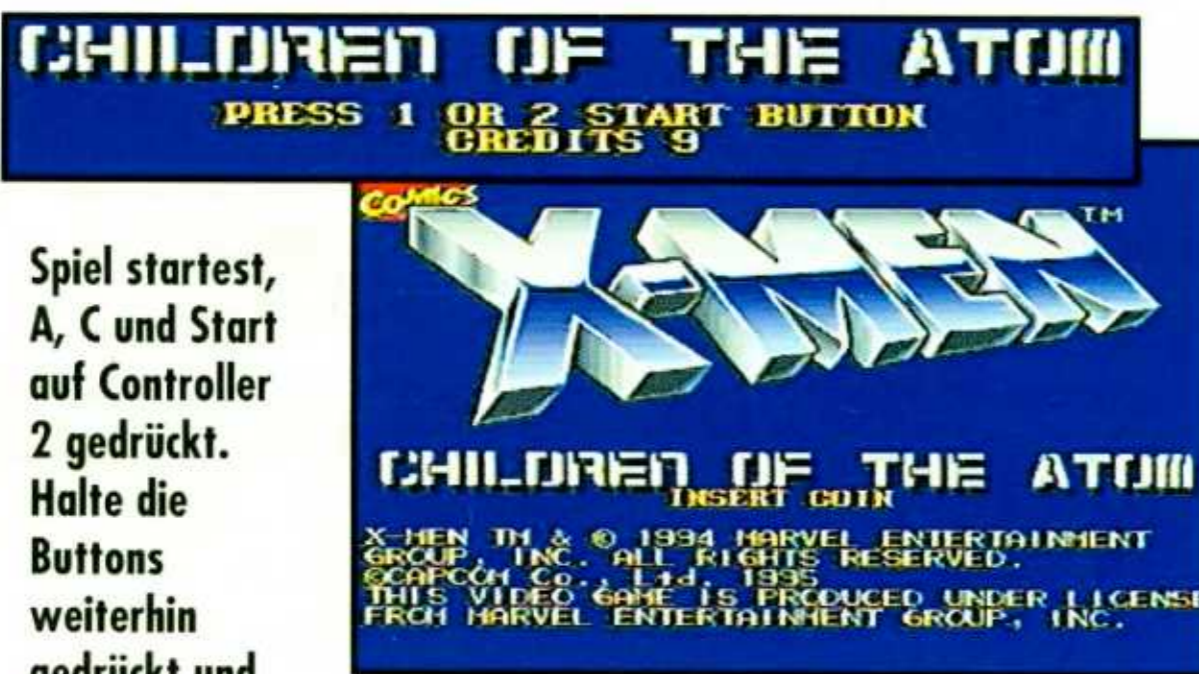 CHILDREN OF THE ATOM
PRESS 1 OR 2 START BUTTON
CREDITS 9
Spiel startest,
A, C und Start
auf Controller
2 gedrückt.
Halte die
Buttons
weiterhin
gedrückt und
COMICS
X-MEN TM
CHILDREN OF THE ATOM
INSERT COIN
X-MEN TM & © 1994 MARVEL ENTERTAINMENT
GROUP, INC. ALL RIGHTS RESERVED.
©CAPCOM Co., Ltd. 1995
THIS VIDEO GAME IS PRODUCED UNDER LICENSE
FROM MARVEL ENTERTAINMENT GROUP, INC.